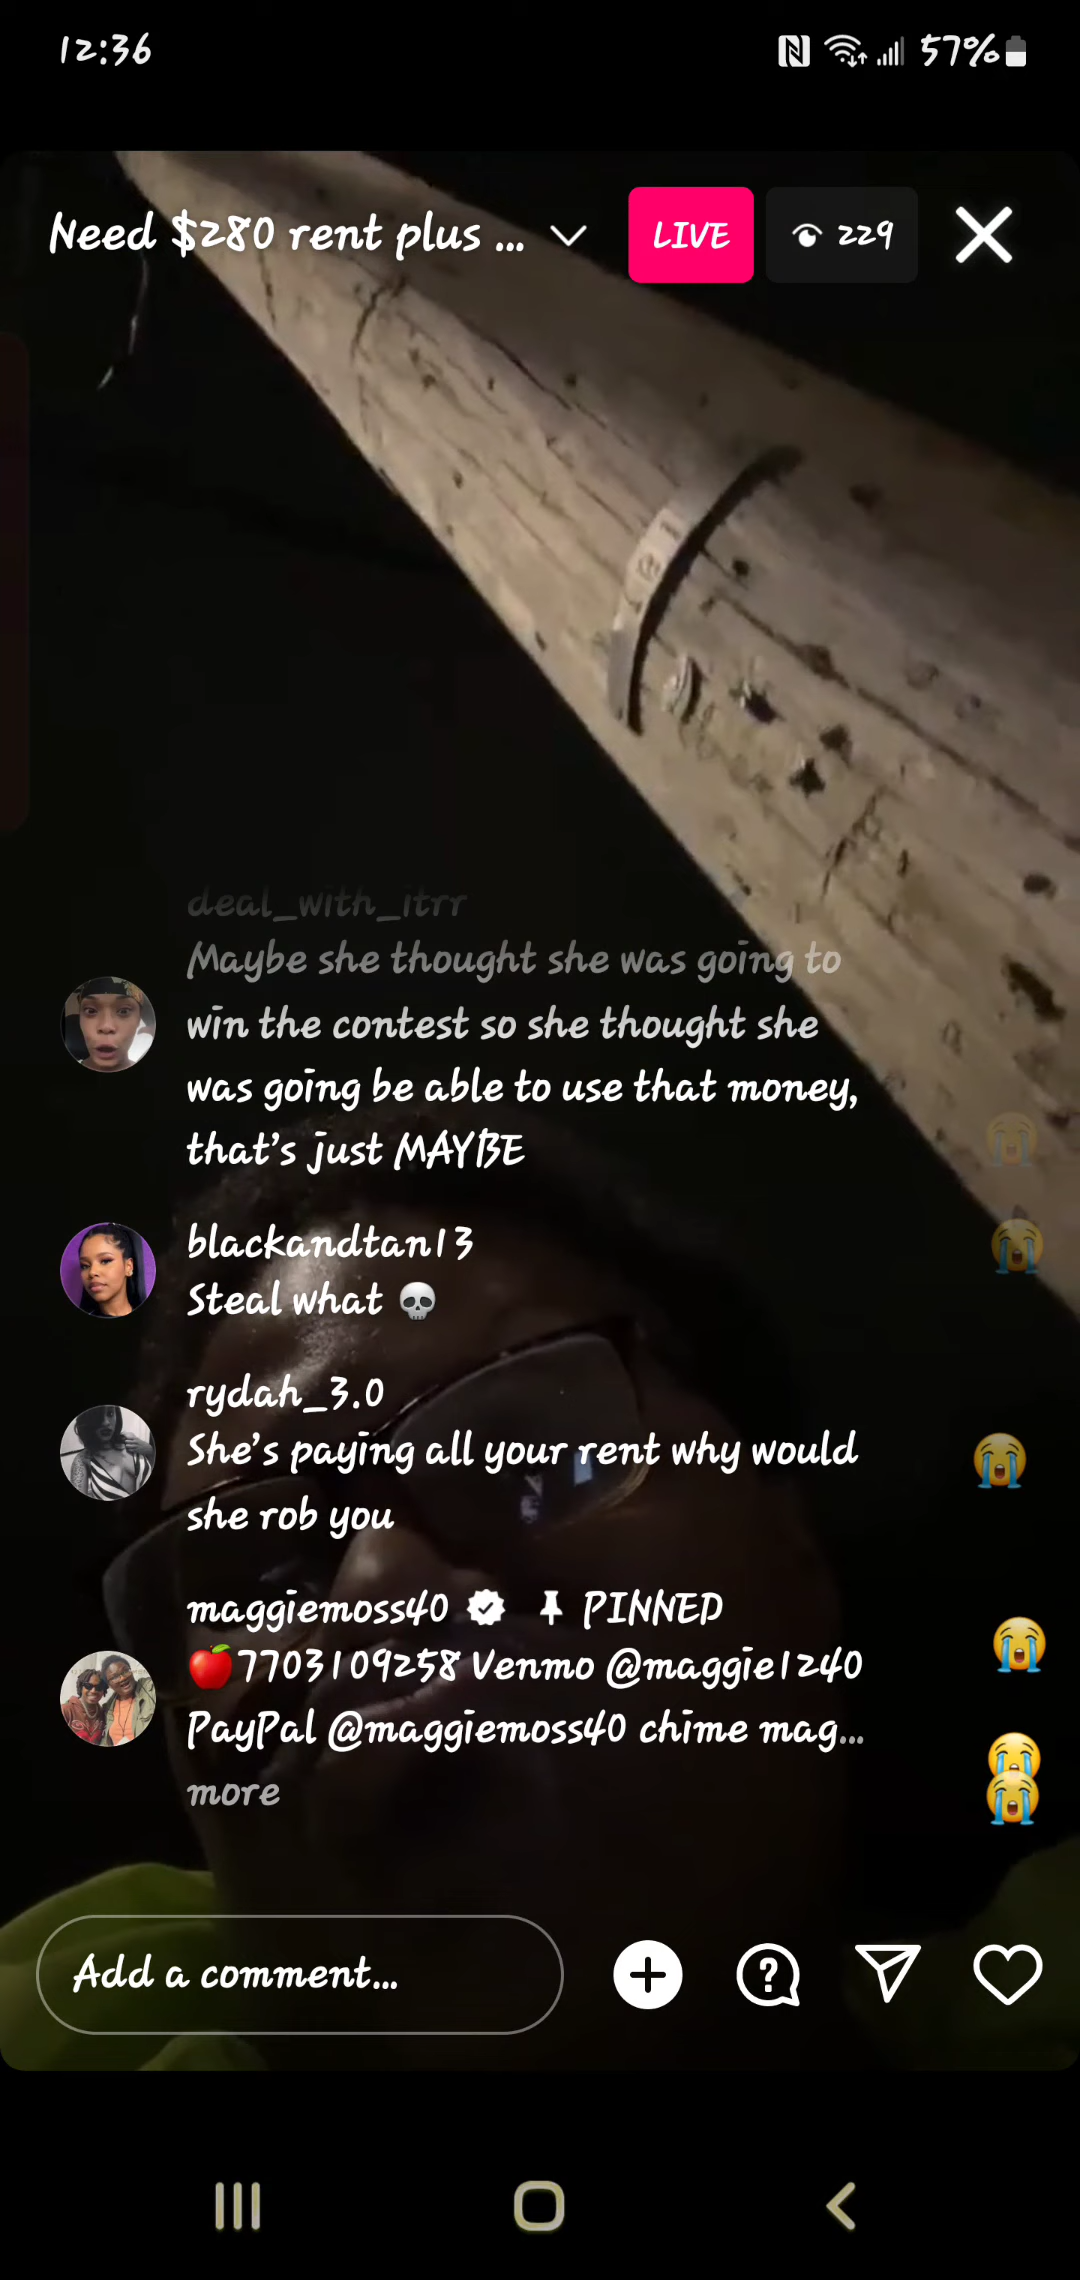 12:36
57%
Need $280 rent plus ...
LIVE
229
deal_with_itrr
Maybe she thought she was going to
win the contest so she thought she
was going be able to use that money,
that's just MAYBE
blackandtan13
Steal what 💀
rydah_3.0
She's paying all your rent why would
she rob you
maggiemoss40 PINNED
🍎7703109258 Venmo @maggie1240
PayPal @maggiemoss40 chime mag...
more
Add a comment...